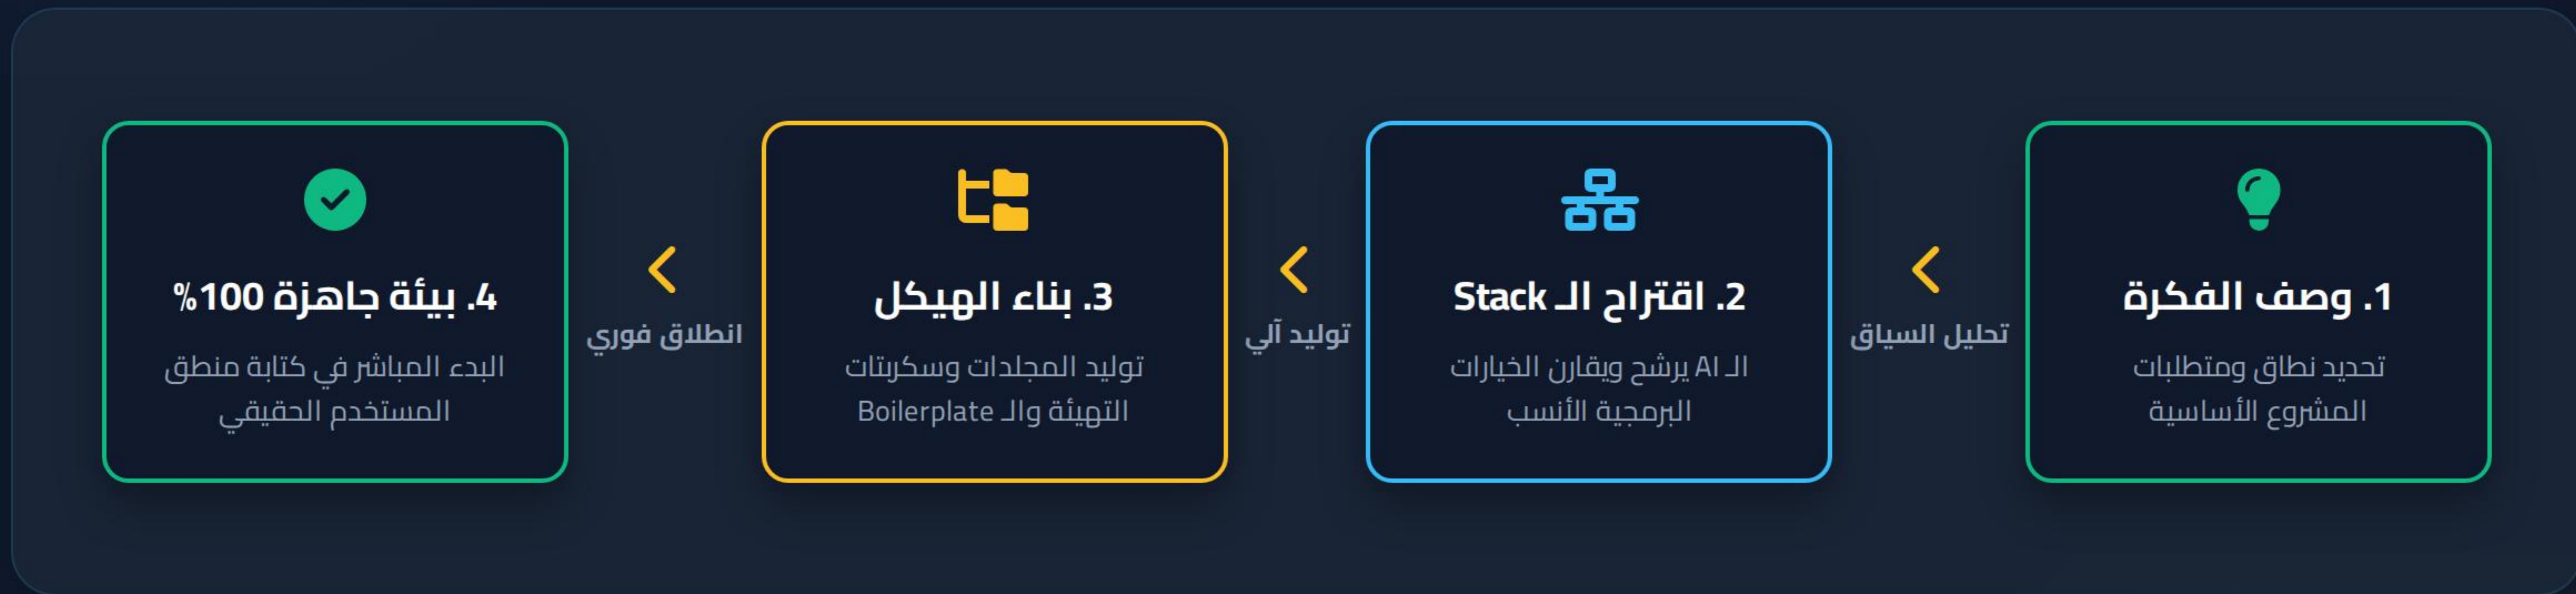 1. وصف الفكرة
تحديد نطاق ومتطلبات
المشروع الأساسية
تحليل السياق
2. اقتراح الـ Stack
الـ AI يرشح ويقارن الخيارات
البرمجية الأنسب
توليد آلي
3. بناء الهيكل
توليد المجلدات وسكربتات
التهيئة والـ Boilerplate
انطلاق فوري
4. بيئة جاهزة 100%
البدء المباشر في كتابة منطق
المستخدم الحقيقي